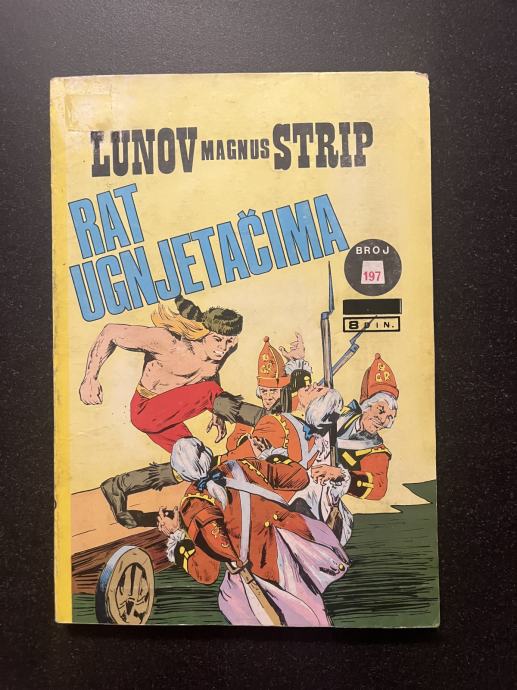 LUNOV MAGNUS STRIP
RAT
UGNJETAČIMA
BROJ
197
8 DIN.